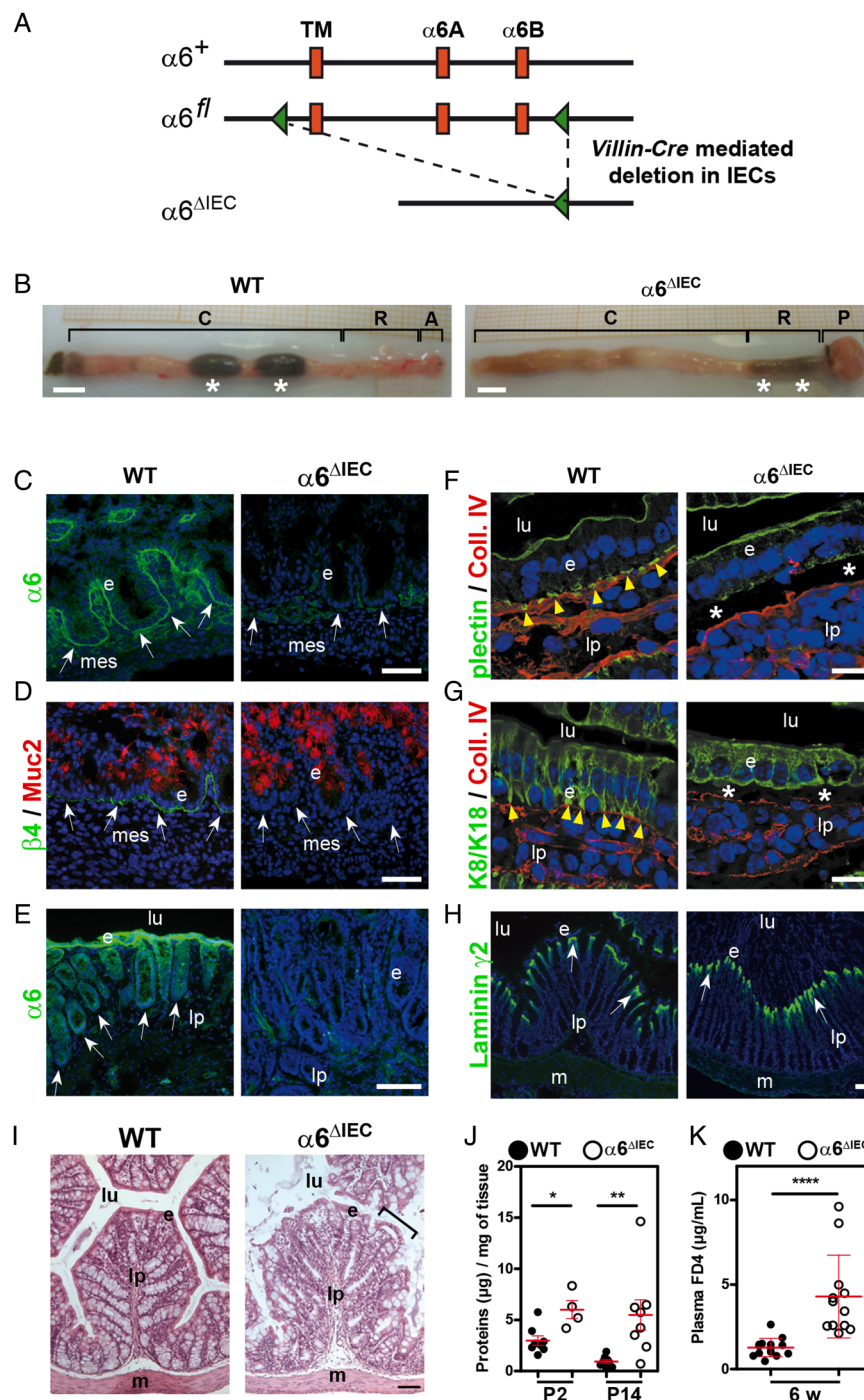 A
TM α6A α6B
α6+
α6fl
Villin-Cre mediated
deletion in IECs
α6ΔIEC
B
WT α6ΔIEC
C R A C R P
* * * *
C WT α6ΔIEC
α6
e e
mes mes
D
β4 / Muc2
e e
mes mes
E
α6
lu
e e
lp lp
F WT α6ΔIEC
plectin / Coll. IV
lu lu
e e
* *
lp lp
G
K8/K18 / Coll. IV
lu lu
e e
* *
lp lp
H
Laminin γ2
lu e lu e
lp lp
m m
I WT α6ΔIEC
lu lu
e e
lp lp
m m
J WT α6ΔIEC
Proteins (μg) / mg of tissue
20
15
10
5
0
* **
P2 P14
K WT α6ΔIEC
Plasma FD4 (μg/mL)
10
5
0
****
6 w